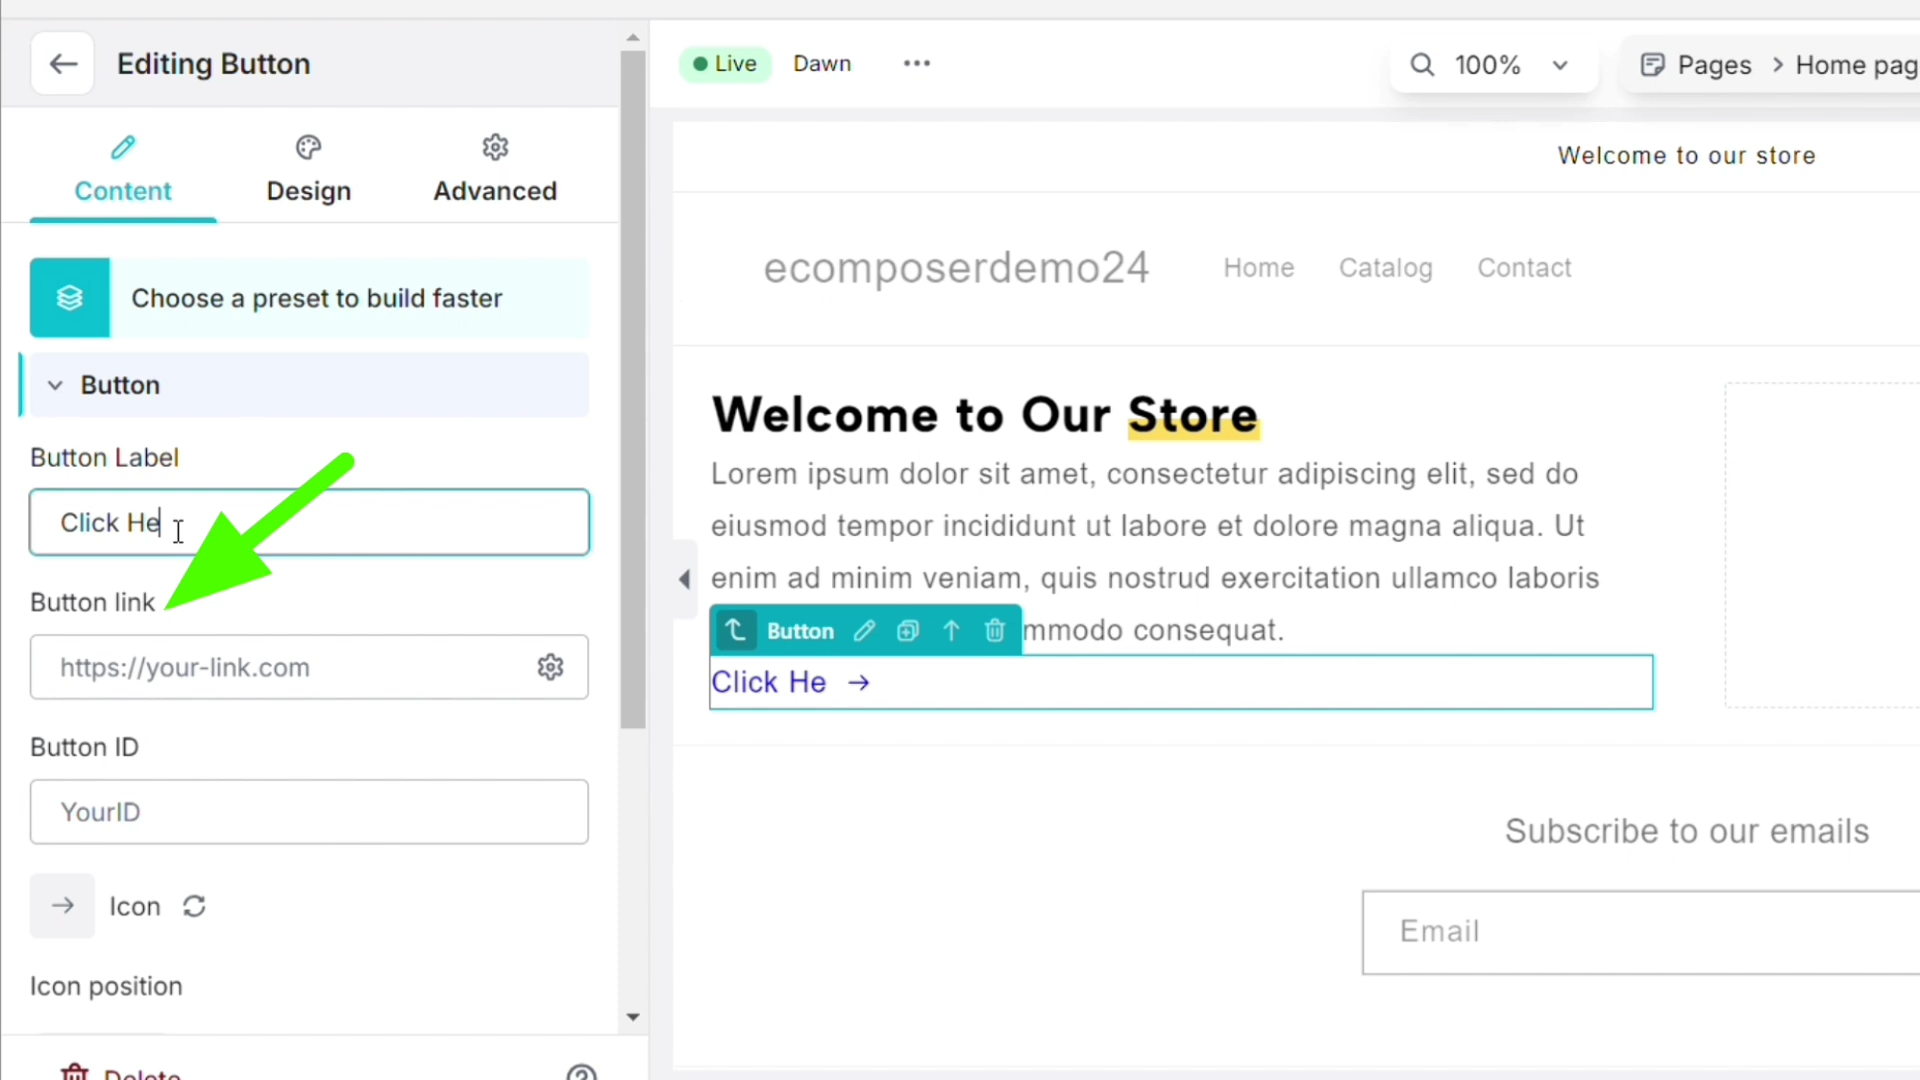 Editing Button
Content
Design
Advanced
Choose a preset to build faster
Button
Button Label
Click He
Button link
https://your-link.com
Button ID
YourID
Icon
Icon position
Delete
Live
Dawn
100%
Pages > Home pag
Welcome to our store
ecomposerdemo24
Home
Catalog
Contact
Welcome to Our Store
Lorem ipsum dolor sit amet, consectetur adipiscing elit, sed do
eiusmod tempor incididunt ut labore et dolore magna aliqua. Ut
enim ad minim veniam, quis nostrud exercitation ullamco laboris
Button
mmodo consequat.
Click He →
Subscribe to our emails
Email